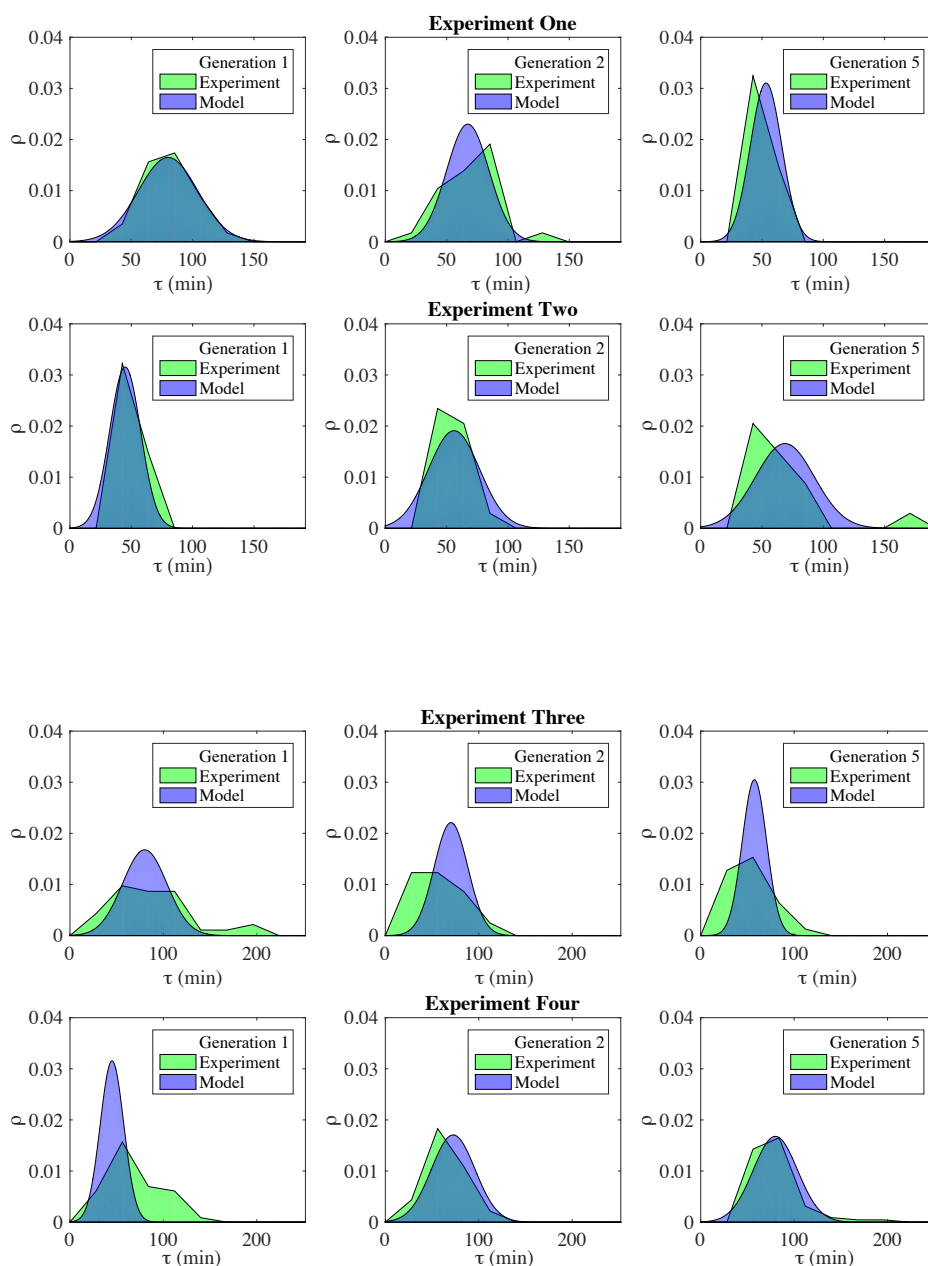 Experiment One
0.04
0.03
0.02
0.01
0
ρ
0 50 100 150
τ (min)
Generation 1
Experiment
Model
ρ
0 50 100 150
τ (min)
Generation 2
Experiment
Model
0.04
0.03
0.02
0.01
0
ρ
0 50 100 150
τ (min)
Generation 5
Experiment
Model
0.04
0.03
0.02
0.01
0
Experiment Two
0.04
0.03
0.02
0.01
0
ρ
0 50 100 150
τ (min)
Generation 1
Experiment
Model
0.04
0.03
0.02
0.01
0
ρ
0 50 100 150
τ (min)
Generation 2
Experiment
Model
0.04
0.03
0.02
0.01
0
ρ
0 50 100 150
τ (min)
Generation 5
Experiment
Model
Experiment Three
0.04
0.03
0.02
0.01
0
ρ
0 100 200
τ (min)
Generation 1
Experiment
Model
0.04
0.03
0.02
0.01
0
ρ
0 100 200
τ (min)
Generation 2
Experiment
Model
0.04
0.03
0.02
0.01
0
ρ
0 100 200
τ (min)
Generation 5
Experiment
Model
Experiment Four
0.04
0.03
0.02
0.01
0
ρ
0 100 200
τ (min)
Generation 1
Experiment
Model
0.04
0.03
0.02
0.01
0
ρ
0 100 200
τ (min)
Generation 2
Experiment
Model
0.04
0.03
0.02
0.01
0
ρ
0 100 200
τ (min)
Generation 5
Experiment
Model